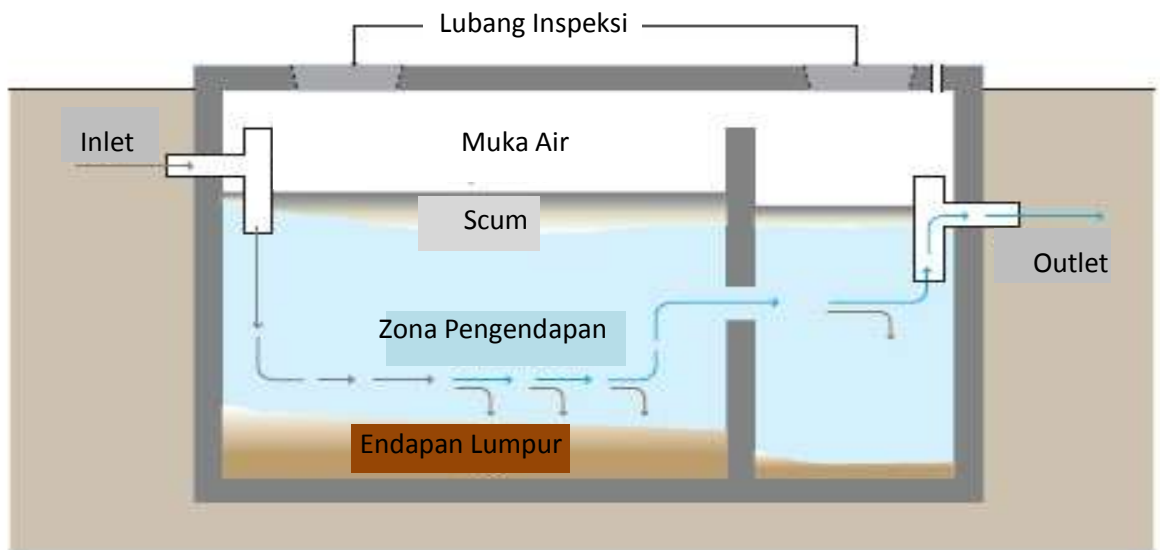 Lubang Inspeksi
Inlet
Muka Air
Scum
Outlet
Zona Pengendapan
Endapan Lumpur